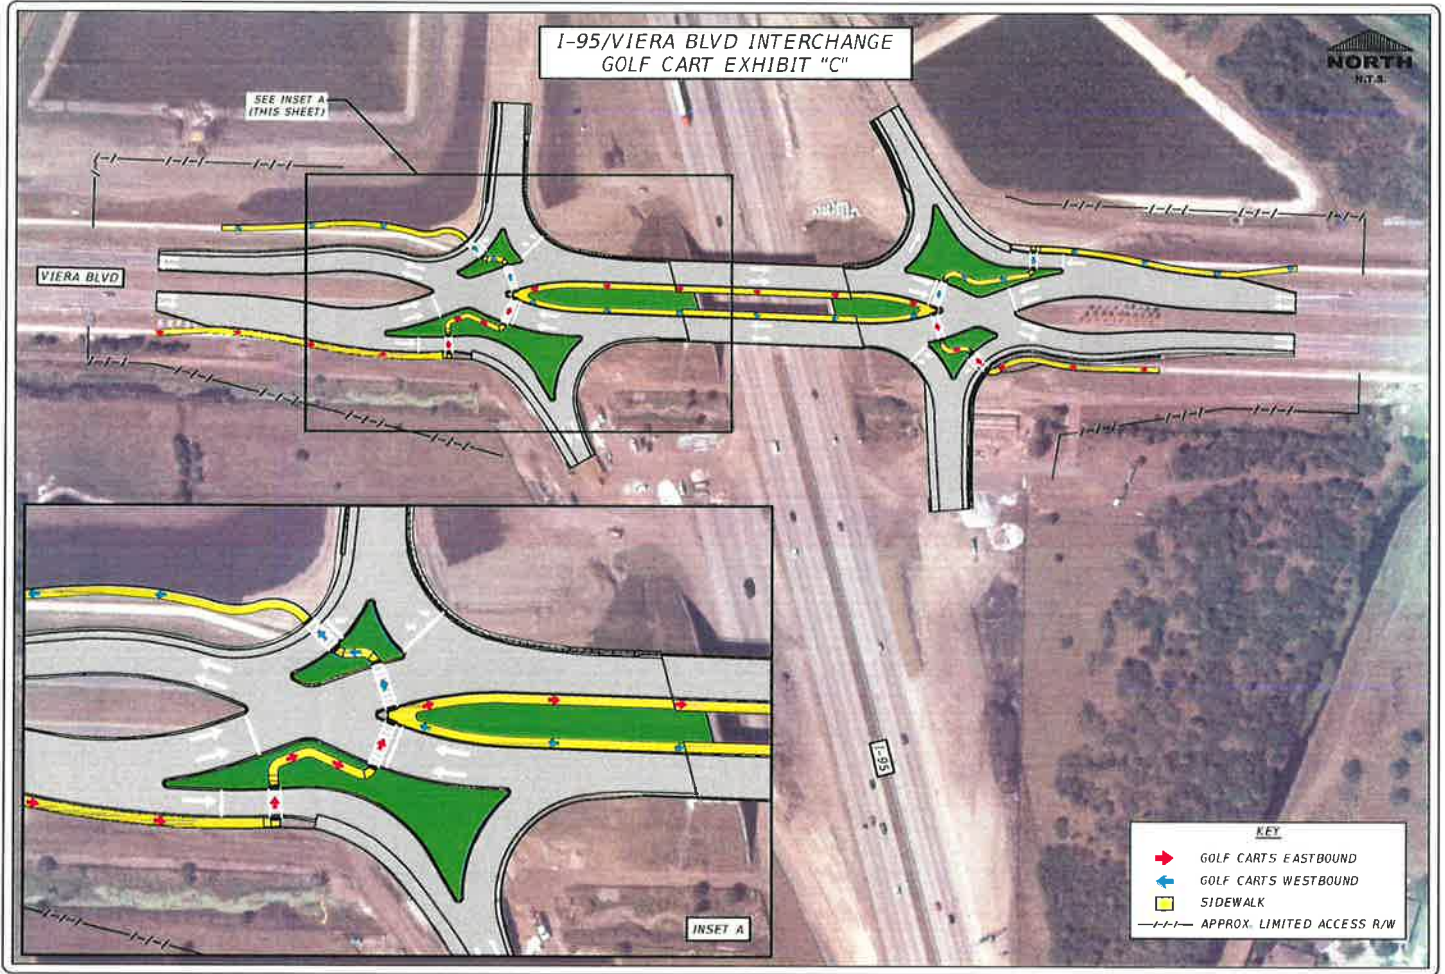 I-95/VIERA BLVD INTERCHANGE
GOLF CART EXHIBIT "C"
NORTH
N.T.S.
SEE INSET A
(THIS SHEET)
VIERA BLVD
I-95
INSET A
KEY
GOLF CARTS EASTBOUND
GOLF CARTS WESTBOUND
SIDEWALK
APPROX. LIMITED ACCESS R/W